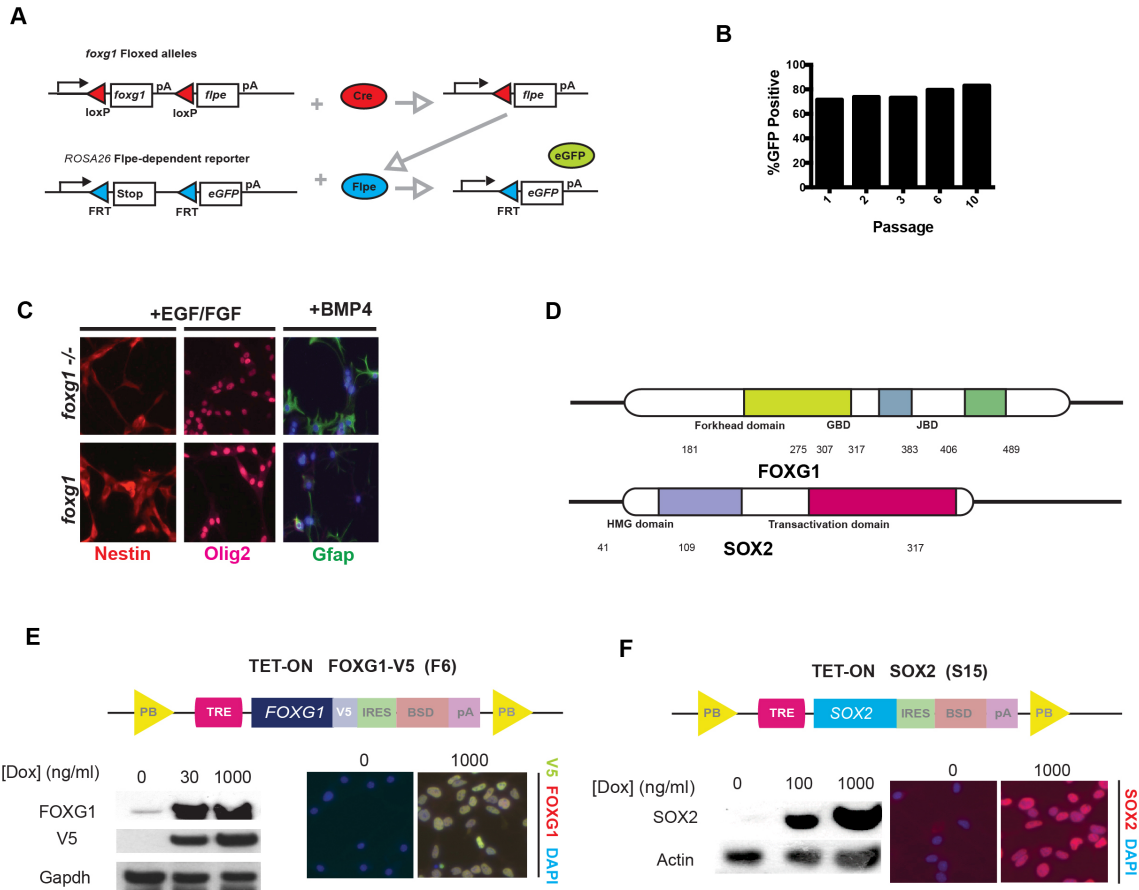 A
foxg1 Floxed alleles
foxg1
pA
flpe
pA
loxP
loxP
+
Cre
flpe
pA
ROSA26 Flpe-dependent reporter
Stop
eGFP
pA
FRT
FRT
+
Flpe
eGFP
eGFP
pA
FRT
B
%GFP Positive
100
80
60
40
20
0
1
2
3
6
10
Passage
C
+EGF/FGF
+BMP4
foxg1 -/-
foxg1
Nestin
Olig2
Gfap
D
Forkhead domain
GBD
JBD
181
275
307
317
383
406
489
FOXG1
HMG domain
Transactivation domain
41
109
SOX2
317
E
TET-ON FOXG1-V5 (F6)
PB
TRE
FOXG1
V5
IRES
BSD
pA
PB
[Dox] (ng/ml)
0
30
1000
FOXG1
V5
Gapdh
0
1000
V5 FOXG1 DAPI
F
TET-ON SOX2 (S15)
PB
TRE
SOX2
IRES
BSD
pA
PB
[Dox] (ng/ml)
0
100
1000
SOX2
Actin
0
1000
SOX2 DAPI